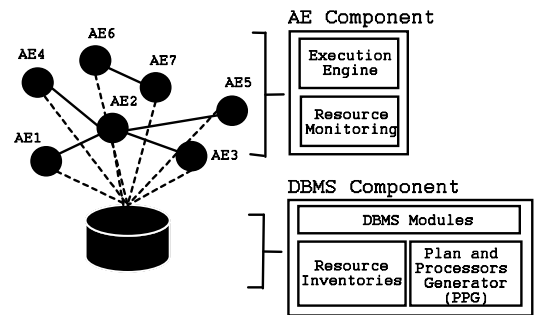 AE Component
AE6
AE4
AE7
AE5
AE2
AE1
AE3
Execution
Engine
Resource
Monitoring
DBMS Component
DBMS Modules
Resource
Inventories
Plan and
Processors
Generator
(PPG)